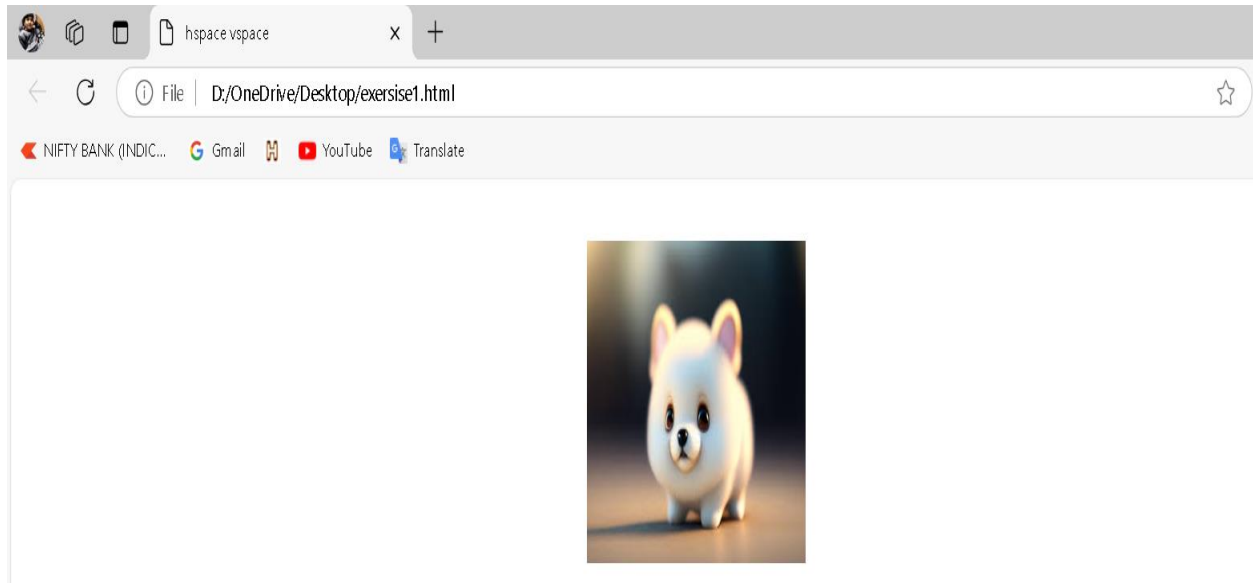 hspace vspace
File D:/OneDrive/Desktop/exersise1.html
NIFTY BANK (INDIC... Gmail YouTube Translate